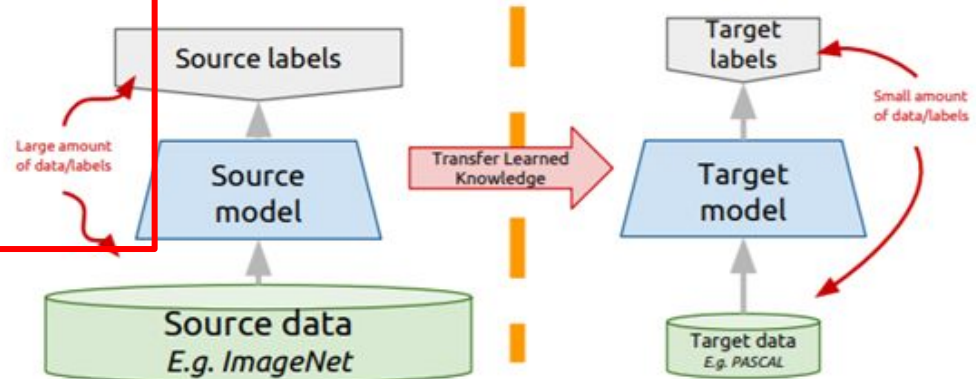 Source labels
Large amount
of data/labels
Source
model
Source data
E.g. ImageNet
Transfer Learned
Knowledge
Target
labels
Small amount
of data/labels
Target
model
Target data
E.g. PASCAL